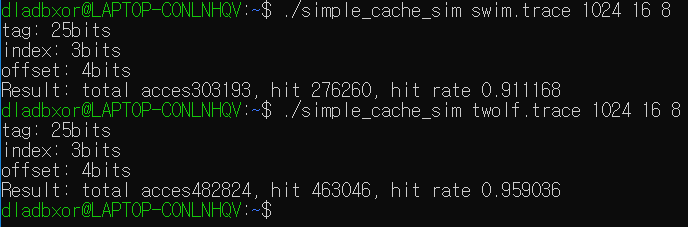 dladbxor@LAPTOP-CONLNHQV:~$ ./simple_cache_sim swim.trace 1024 16 8
tag: 25bits
index: 3bits
offset: 4bits
Result: total acces303193, hit 276260, hit rate 0.911168
dladbxor@LAPTOP-CONLNHQV:~$ ./simple_cache_sim twolf.trace 1024 16 8
tag: 25bits
index: 3bits
offset: 4bits
Result: total acces482824, hit 463046, hit rate 0.959036
dladbxor@LAPTOP-CONLNHQV:~$